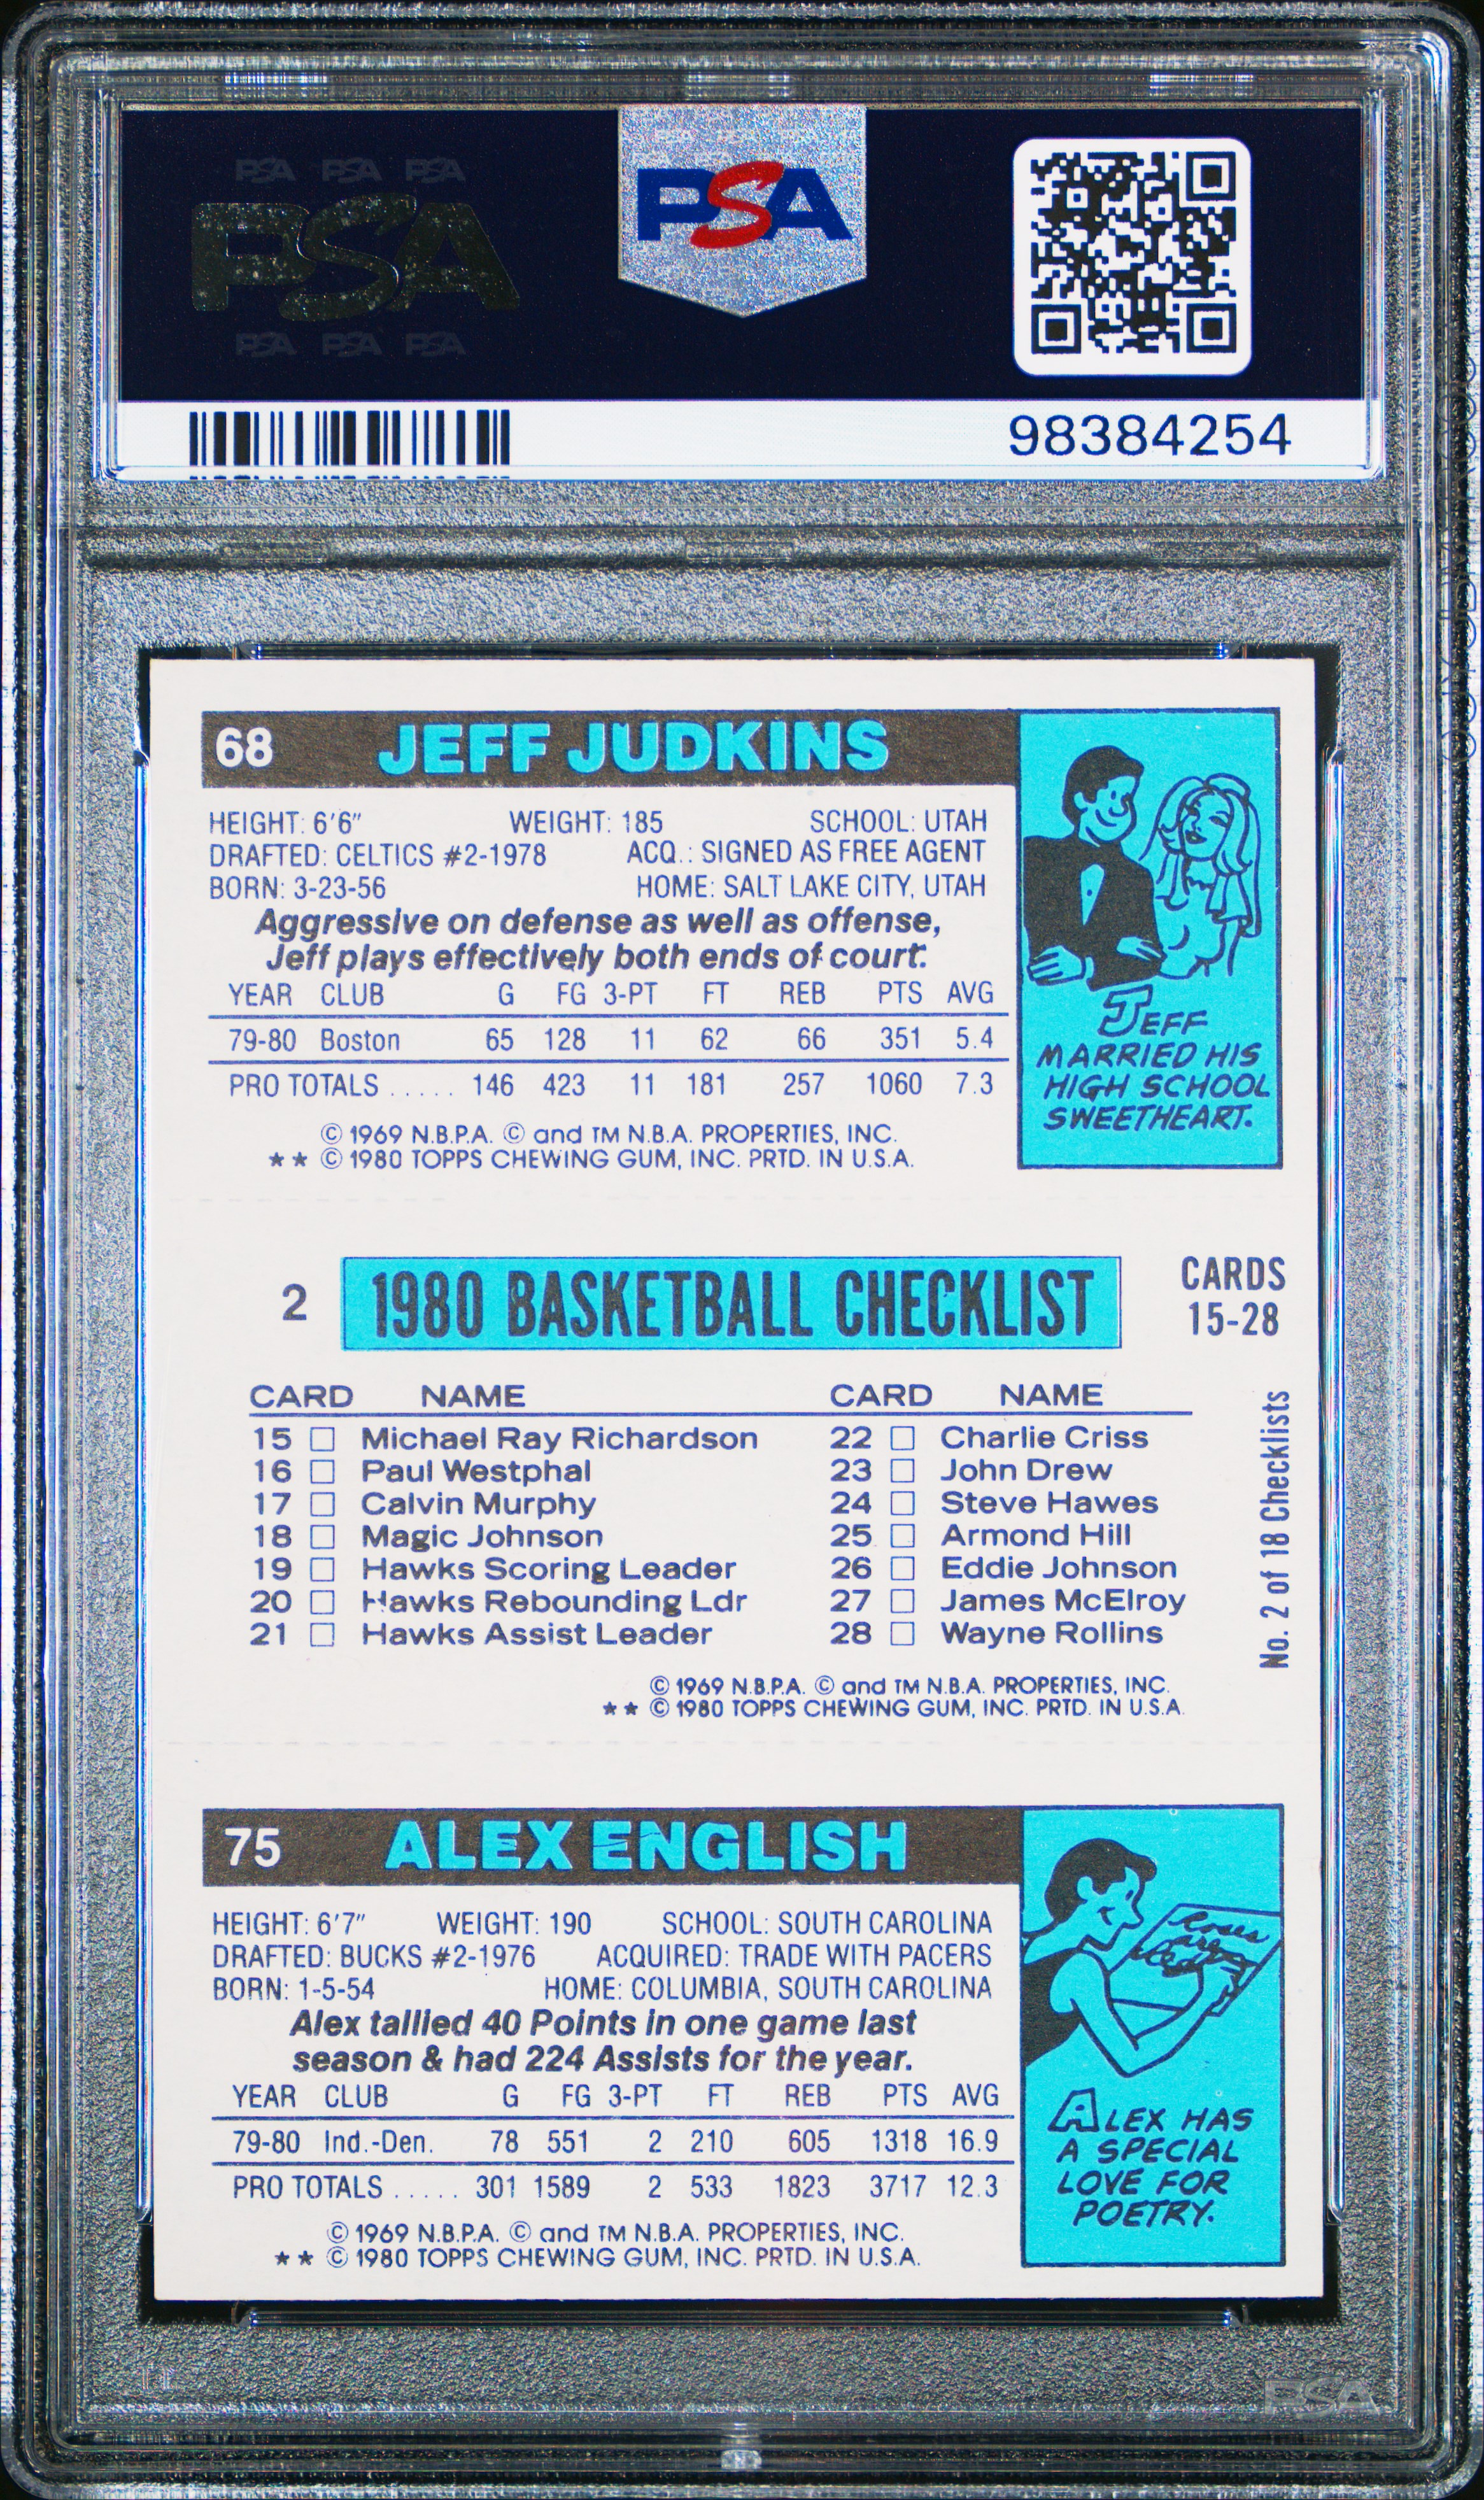 PSA PSA PSA
PSA
PSA PSA PSA
PSA
98384254
68 JEFF JUDKINS
HEIGHT: 6'6" WEIGHT: 185 SCHOOL: UTAH
DRAFTED: CELTICS #2-1978 ACQ.: SIGNED AS FREE AGENT
BORN: 3-23-56 HOME: SALT LAKE CITY, UTAH
Aggressive on defense as well as offense,
Jeff plays effectively both ends of court.
YEAR CLUB G FG 3-PT FT REB PTS AVG
79-80 Boston 65 128 11 62 66 351 5.4
PRO TOTALS ..... 146 423 11 181 257 1060 7.3
© 1969 N.B.P.A. © and TM N.B.A. PROPERTIES, INC.
** © 1980 TOPPS CHEWING GUM, INC. PRTD. IN U.S.A.
JEFF
MARRIED HIS
HIGH SCHOOL
SWEETHEART.
2 1980 BASKETBALL CHECKLIST
CARDS
15-28
CARD NAME CARD NAME
15 Michael Ray Richardson 22 Charlie Criss
16 Paul Westphal 23 John Drew
17 Calvin Murphy 24 Steve Hawes
18 Magic Johnson 25 Armond Hill
19 Hawks Scoring Leader 26 Eddie Johnson
20 Hawks Rebounding Ldr 27 James McElroy
21 Hawks Assist Leader 28 Wayne Rollins
No. 2 of 18 Checklists
© 1969 N.B.P.A. © and TM N.B.A. PROPERTIES, INC.
** © 1980 TOPPS CHEWING GUM, INC. PRTD. IN U.S.A.
75 ALEX ENGLISH
HEIGHT: 6'7" WEIGHT: 190 SCHOOL: SOUTH CAROLINA
DRAFTED: BUCKS #2-1976 ACQUIRED: TRADE WITH PACERS
BORN: 1-5-54 HOME: COLUMBIA, SOUTH CAROLINA
Alex tallied 40 Points in one game last
season & had 224 Assists for the year.
YEAR CLUB G FG 3-PT FT REB PTS AVG
79-80 Ind.-Den. 78 551 2 210 605 1318 16.9
PRO TOTALS ..... 301 1589 2 533 1823 3717 12.3
© 1969 N.B.P.A. © and TM N.B.A. PROPERTIES, INC.
** © 1980 TOPPS CHEWING GUM, INC. PRTD. IN U.S.A.
Roses
are
ALEX HAS
A SPECIAL
LOVE FOR
POETRY.
PSA